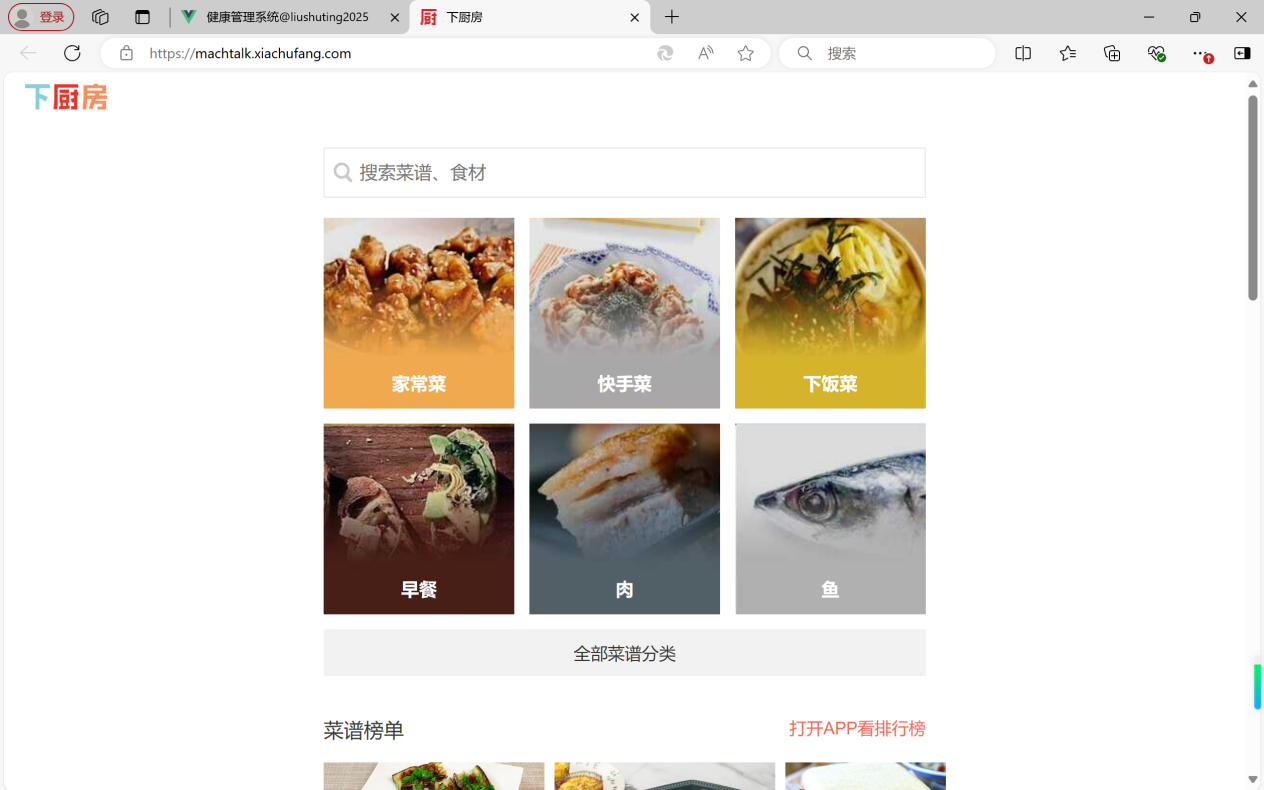 登录
健康管理系统@liushuting2025
厨
下厨房
https://machtalk.xiachufang.com
搜索
下厨房
搜索菜谱、食材
家常菜
快手菜
下饭菜
早餐
肉
鱼
全部菜谱分类
菜谱榜单
打开APP看排行榜